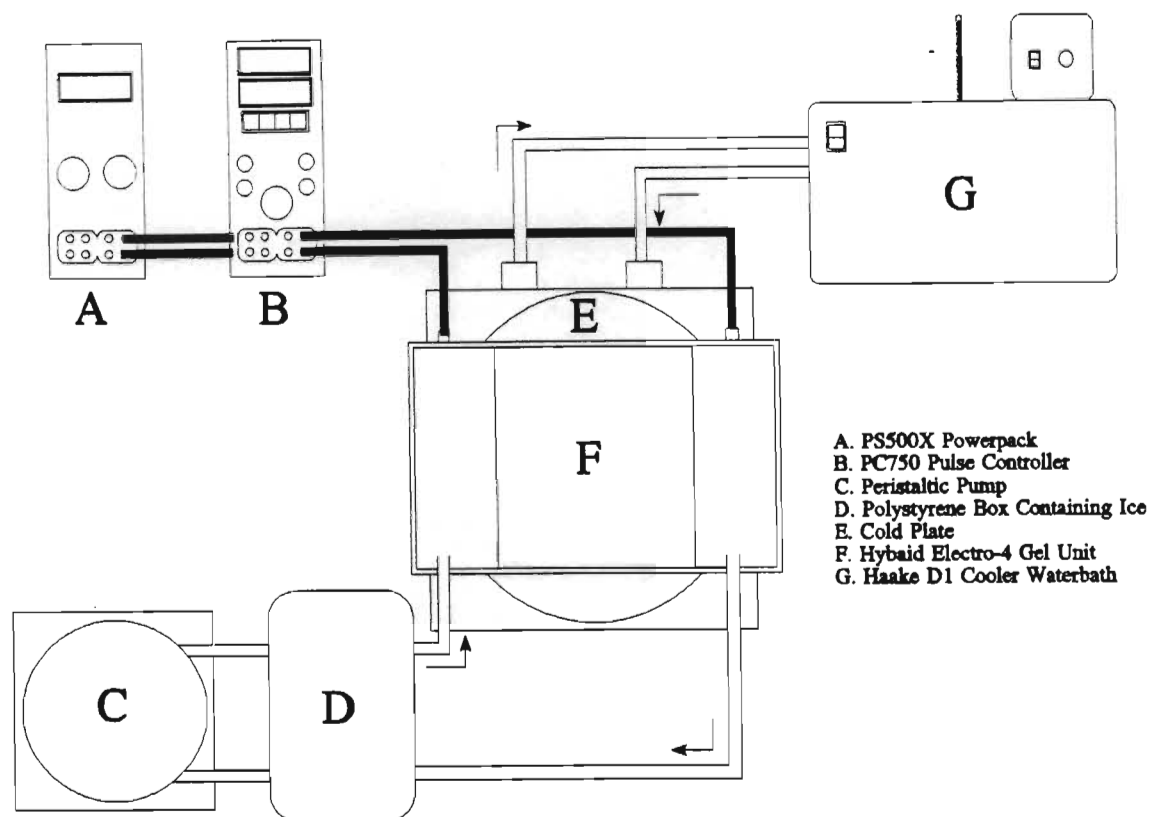 G
A
B
E
F
A. PS500X Powerpack
B. PC750 Pulse Controller
C. Peristaltic Pump
D. Polystyrene Box Containing Ice
E. Cold Plate
F. Hybaid Electro-4 Gel Unit
G. Haake D1 Cooler Waterbath
C
D